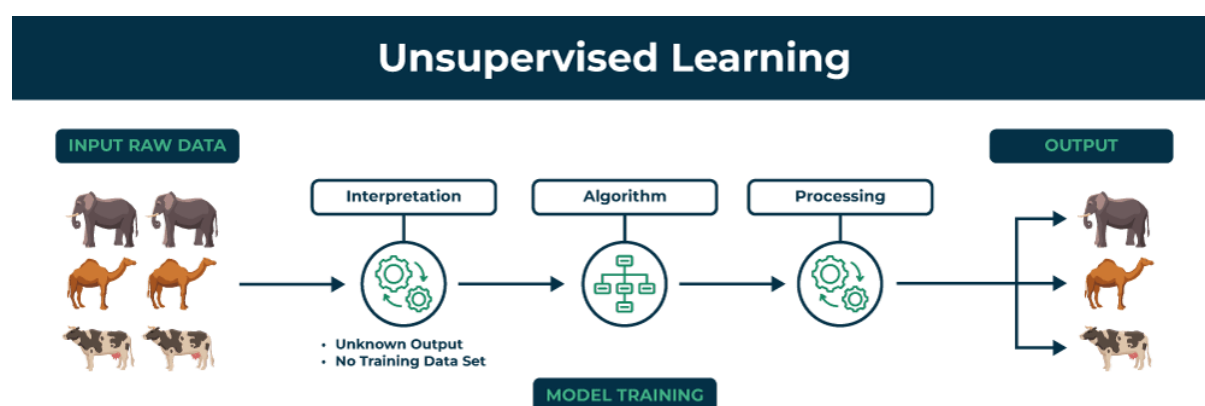 Unsupervised Learning
INPUT RAW DATA
OUTPUT
Interpretation
Algorithm
Processing
• Unknown Output
• No Training Data Set
MODEL TRAINING